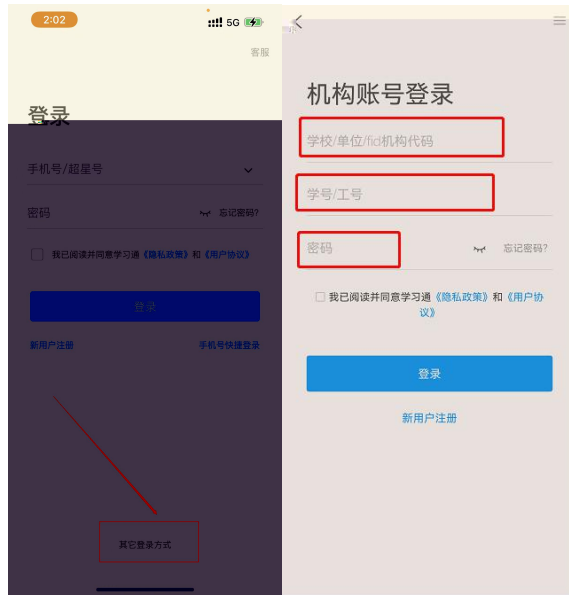 2:02
5G
客服
登录
手机号/超星号
密码
忘记密码?
我已阅读并同意学习通《隐私政策》和《用户协议》
登录
新用户注册
手机号快捷登录
其它登录方式
机构账号登录
学校/单位/fid机构代码
学号/工号
密码
忘记密码?
我已阅读并同意学习通《隐私政策》和《用户协
议》
登录
新用户注册